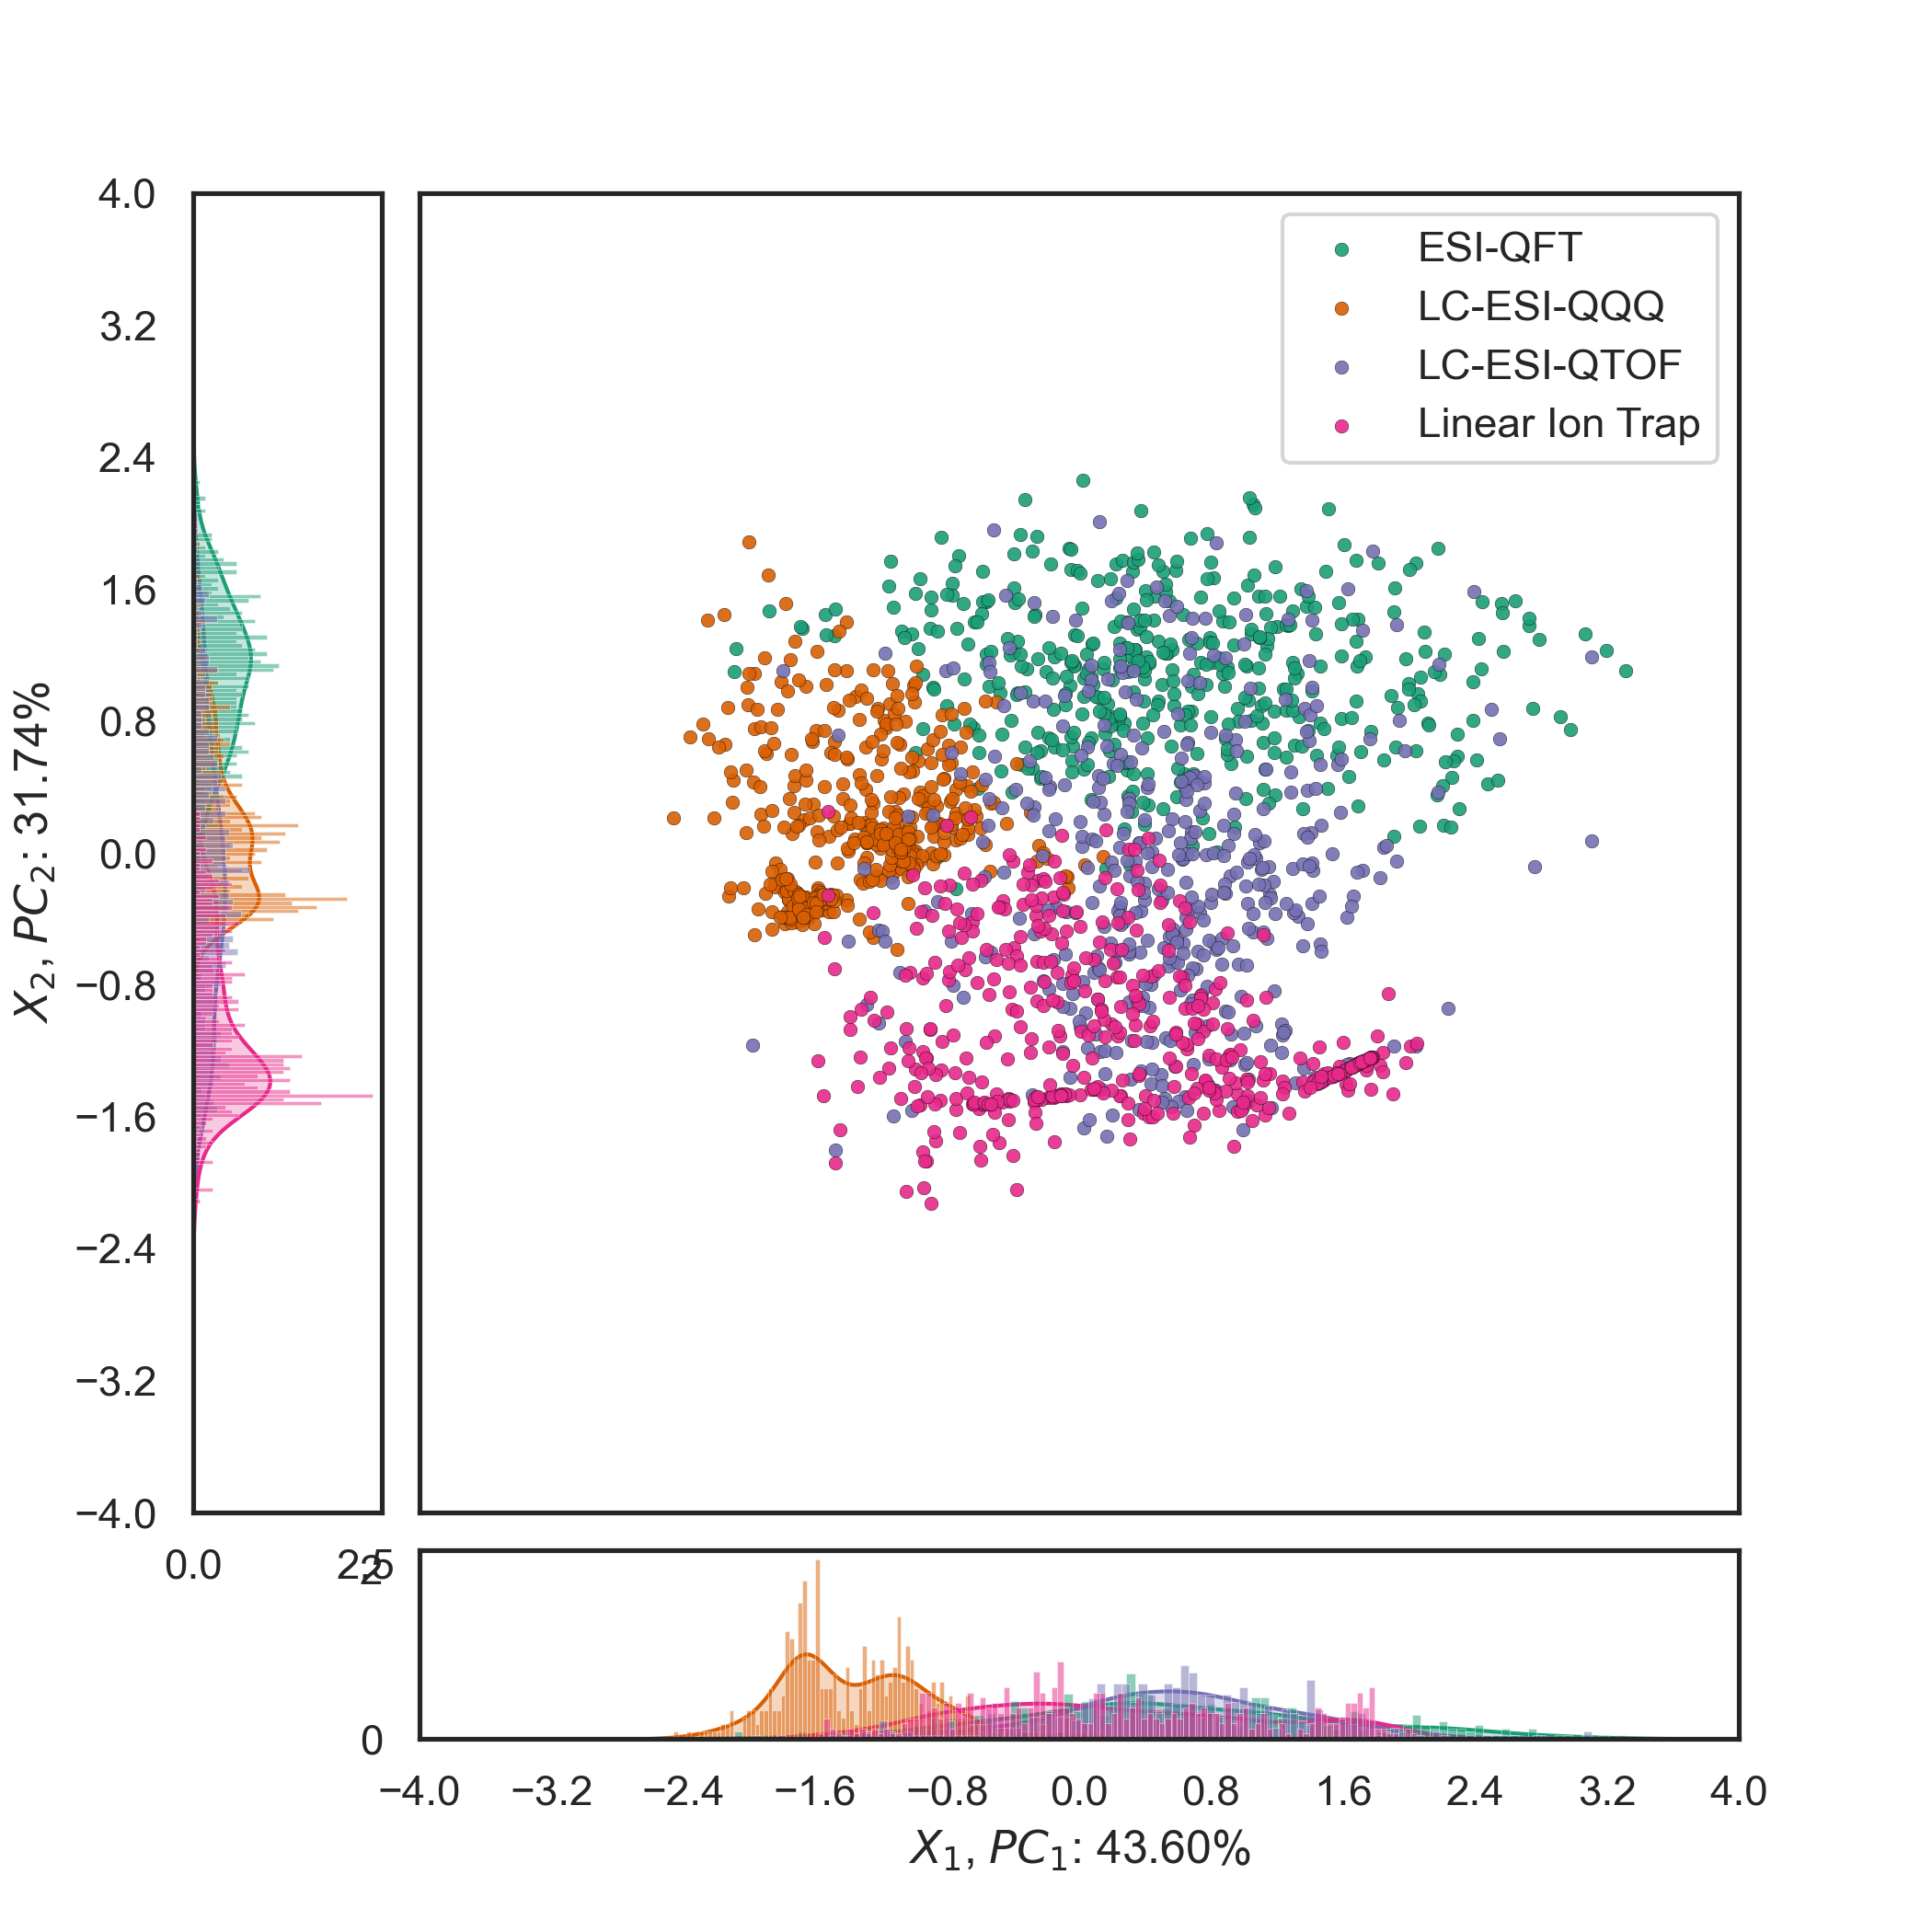 4.0
3.2
2.4
1.6
0.8
0.0
−0.8
−1.6
−2.4
−3.2
−4.0
X₂, PC₂: 31.74%
ESI-QFT
LC-ESI-QQQ
LC-ESI-QTOF
Linear Ion Trap
0.0 2.5
2
0
−4.0 −3.2 −2.4 −1.6 −0.8 0.0 0.8 1.6 2.4 3.2 4.0
X₁, PC₁: 43.60%